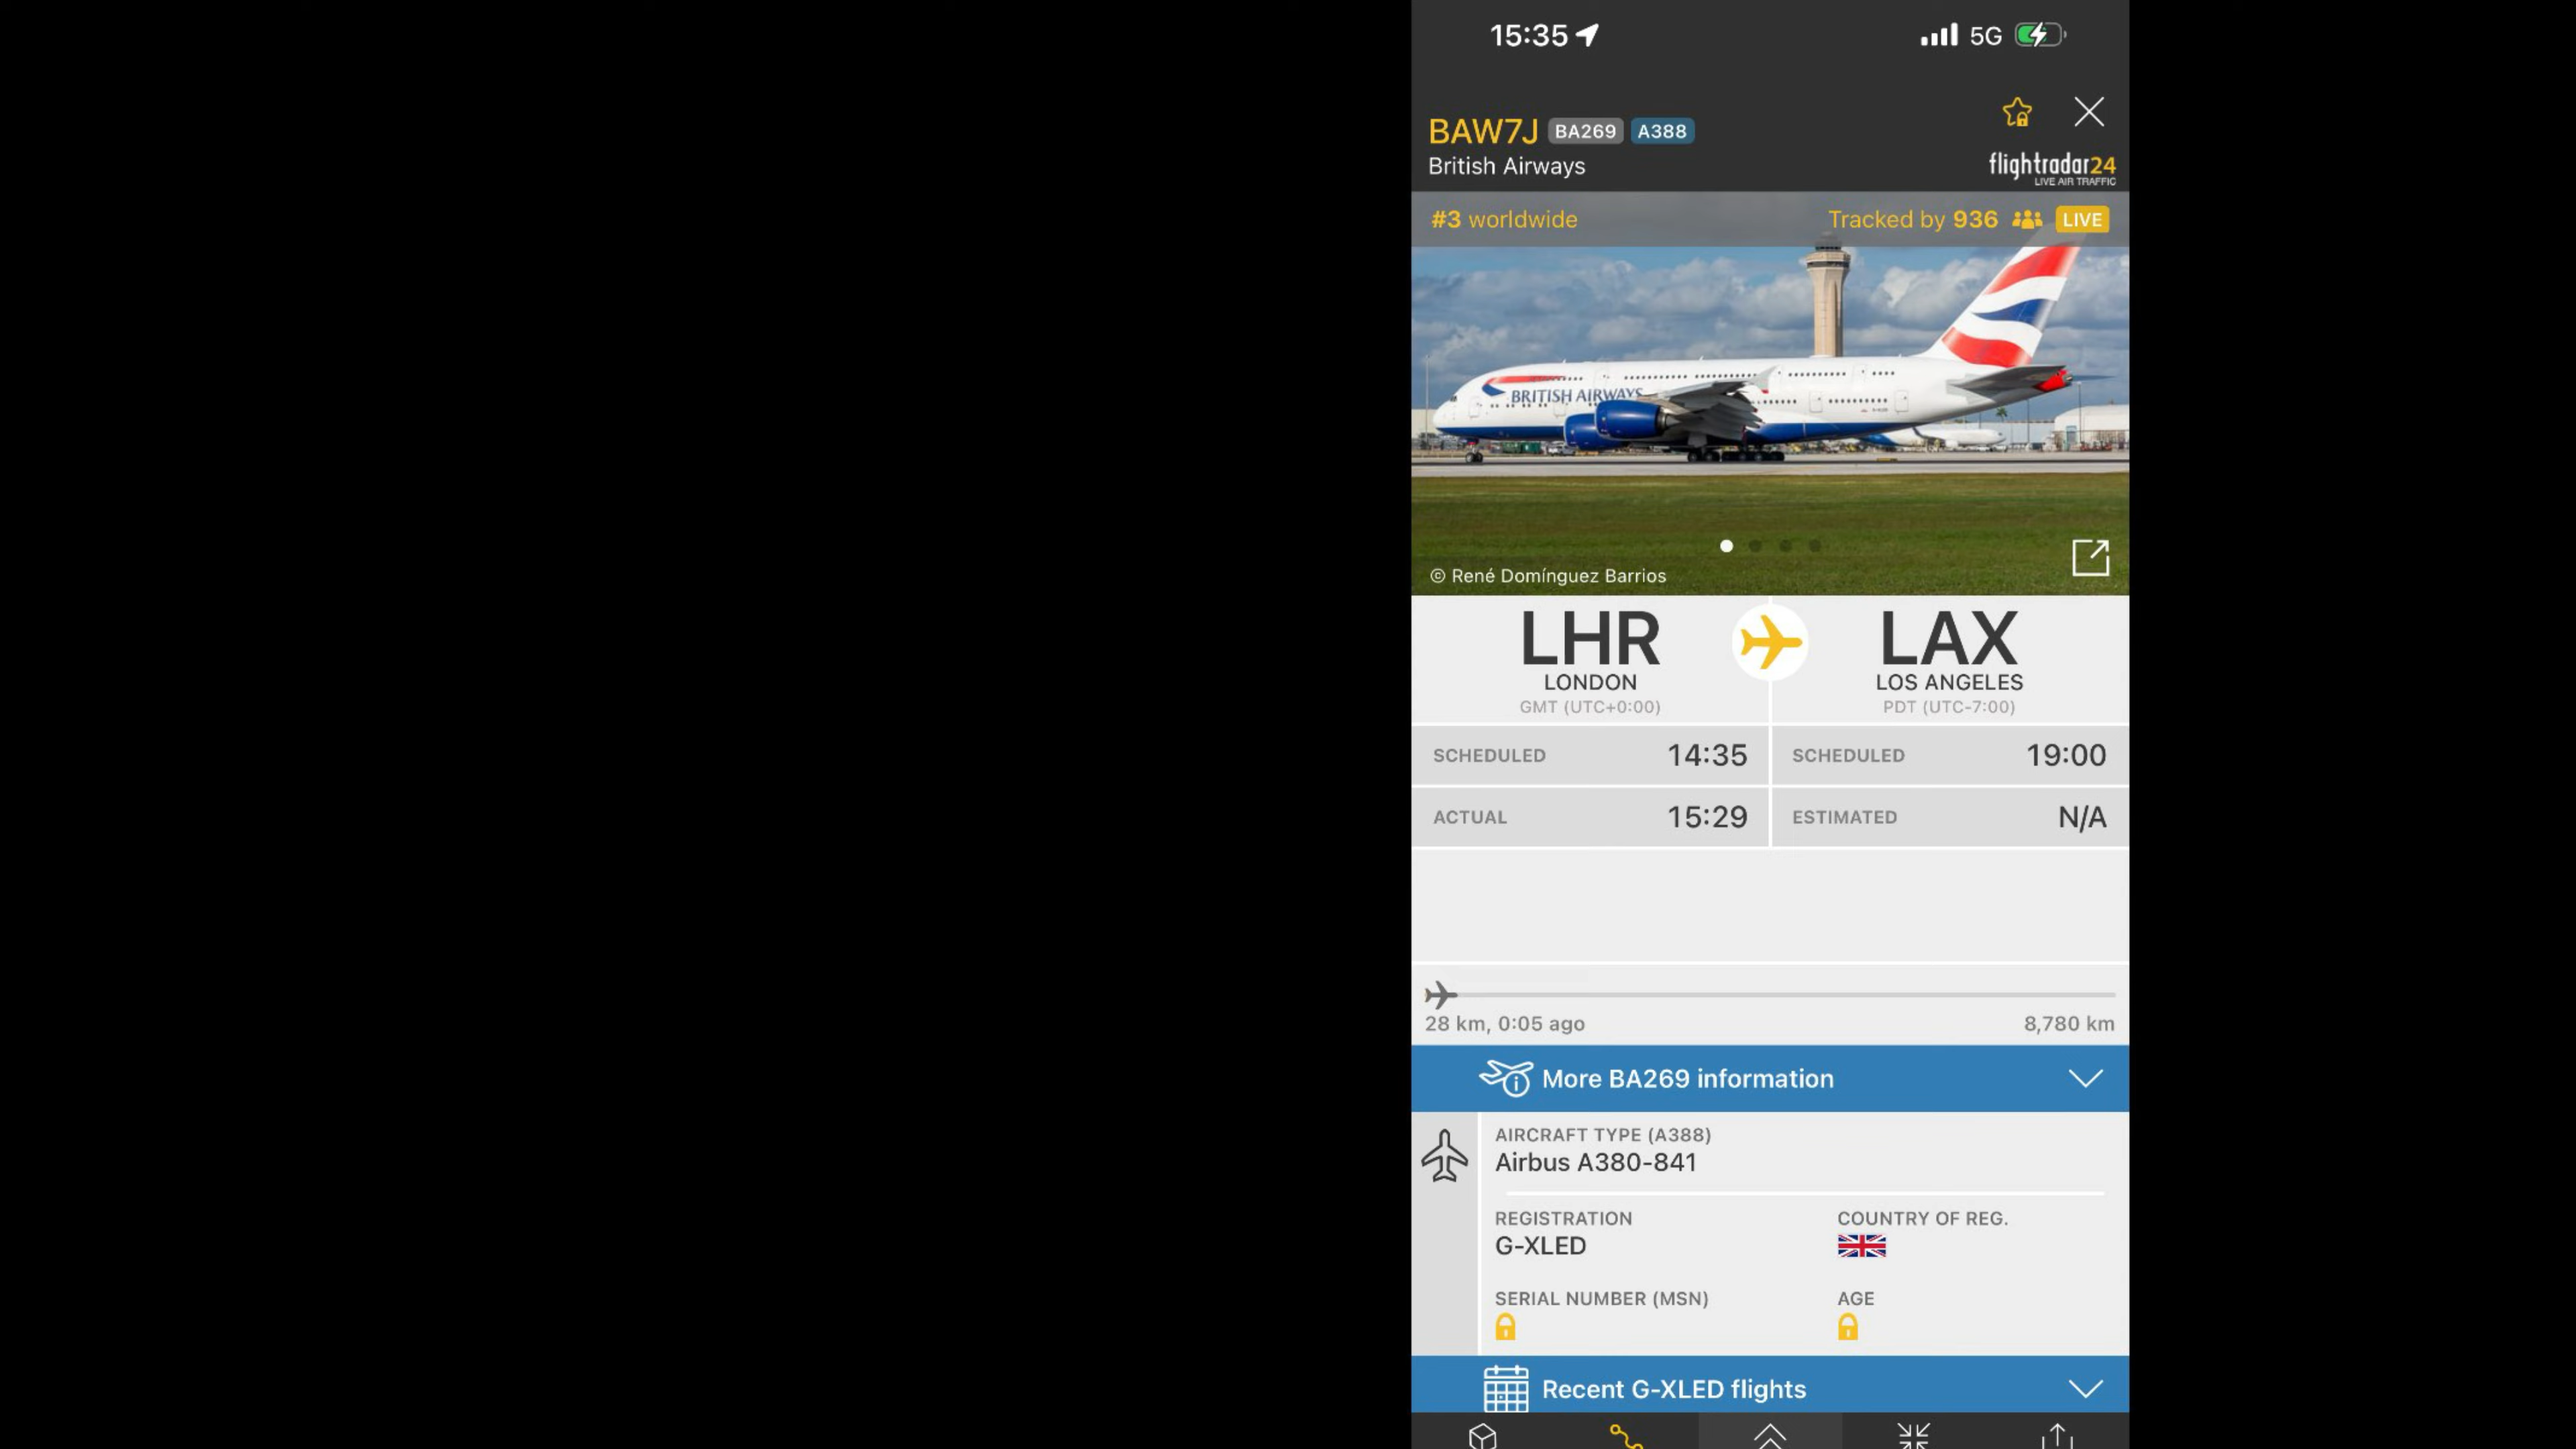 15:35 5G
BAW7J BA269 A388
British Airways
flightradar24
LIVE AIR TRAFFIC
#3 worldwide Tracked by 936 LIVE
BRITISH AIRWAYS
© René Domínguez Barrios
LHR LAX
LONDON LOS ANGELES
GMT (UTC+0:00) PDT (UTC-7:00)
SCHEDULED 14:35 SCHEDULED 19:00
ACTUAL 15:29 ESTIMATED N/A
28 km, 0:05 ago 8,780 km
More BA269 information
AIRCRAFT TYPE (A388)
Airbus A380-841
REGISTRATION COUNTRY OF REG.
G-XLED
SERIAL NUMBER (MSN) AGE
Recent G-XLED flights